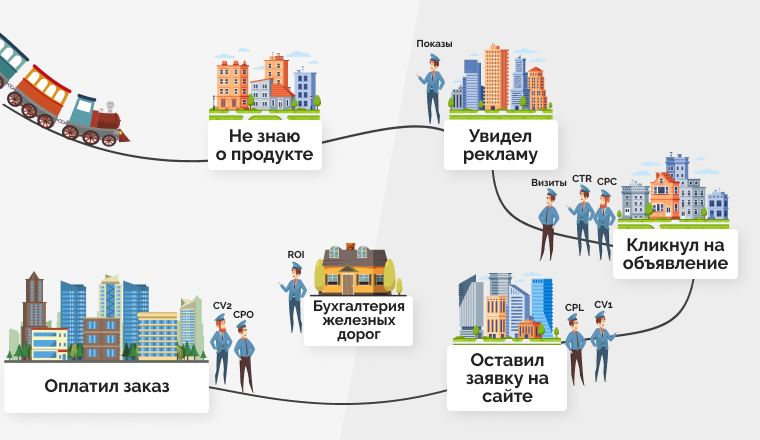 Показы
Не знаю
о продукте
Увидел
рекламу
Визиты
CTR
CPC
Кликнул на
объявление
ROI
Бухгалтерия
железных
дорог
CPL
CV1
Оставил
заявку на
сайте
CV2
CPO
Оплатил заказ